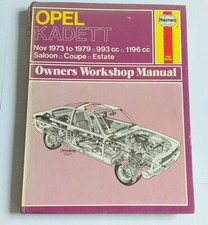 OPEL
KADETT
Haynes
Nov 1973 to 1979 :: 993 cc :: 1196 cc
Saloon :: Coupe :: Estate
Owners Workshop Manual